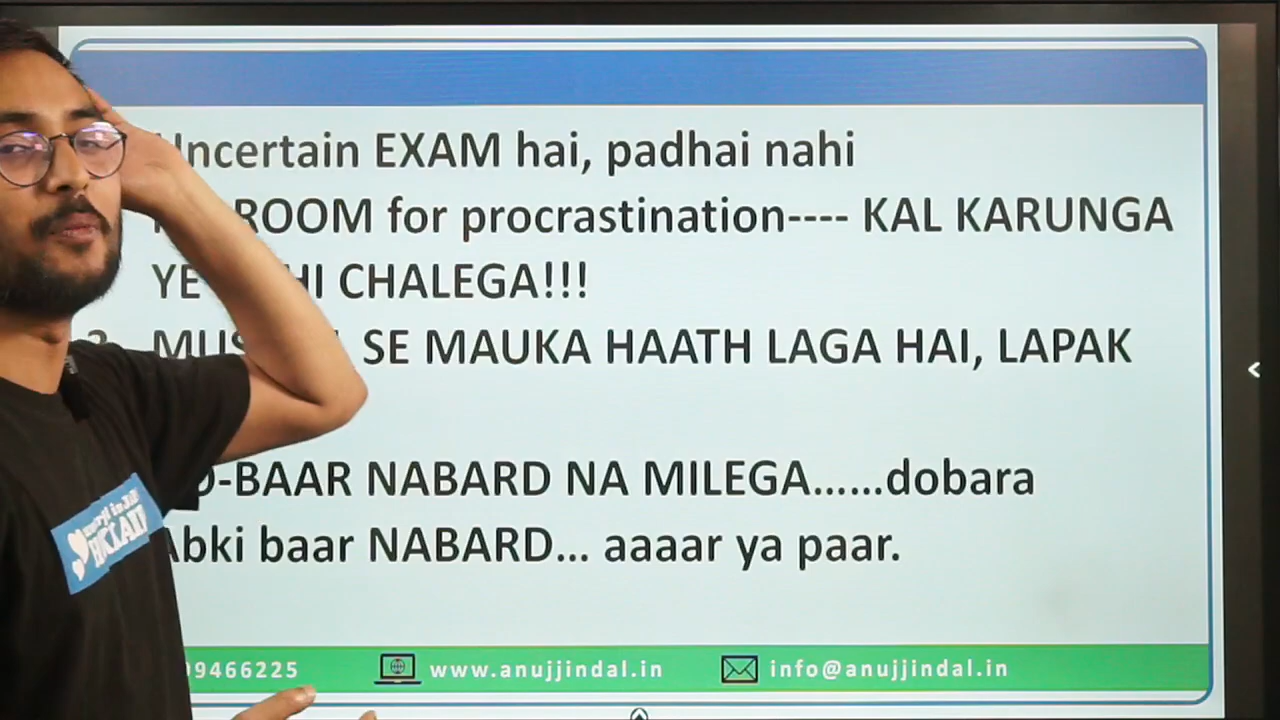 Uncertain EXAM hai, padhai nahi
ROOM for procrastination---- KAL KARUNGA
YE CHALEGA!!!
3. SE MAUKA HAATH LAGA HAI, LAPAK
-BAAR NABARD NA MILEGA......dobara
Abki baar NABARD... aaaar ya paar.
9466225 www.anujjindal.in info@anujjindal.in